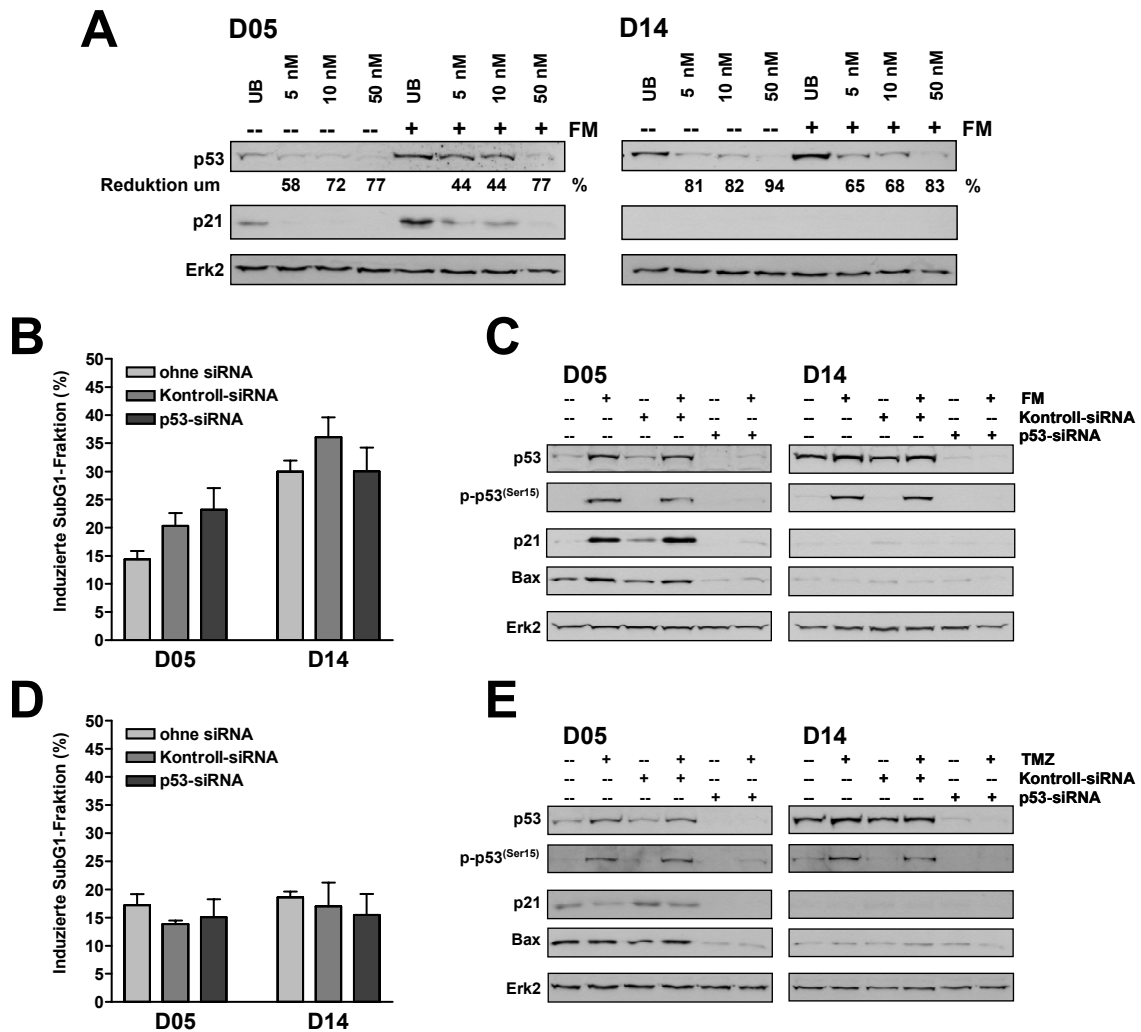 A
D05
D14
UB 5 nM 10 nM 50 nM UB 5 nM 10 nM 50 nM
UB 5 nM 10 nM 50 nM UB 5 nM 10 nM 50 nM
-- -- -- -- + + + + FM
-- -- -- -- + + + + FM
p53
Reduktion um 58 72 77 44 44 77 %
81 82 94 65 68 83 %
p21
Erk2
B
Induzierte SubG1-Fraktion (%)
50
45
40
35
30
25
20
15
10
5
0
ohne siRNA
Kontroll-siRNA
p53-siRNA
D05 D14
C
D05
D14
-- + -- + -- + -- + -- + -- + FM
-- -- + + -- -- -- -- + + -- -- Kontroll-siRNA
-- -- -- -- + + -- -- -- -- + + p53-siRNA
p53
p-p53(Ser15)
p21
Bax
Erk2
D
Induzierte SubG1-Fraktion (%)
50
45
40
35
30
25
20
15
10
5
0
ohne siRNA
Kontroll-siRNA
p53-siRNA
D05 D14
E
D05
D14
-- + -- + -- + -- + -- + -- + TMZ
-- -- + + -- -- -- -- + + -- -- Kontroll-siRNA
-- -- -- -- + + -- -- -- -- + + p53-siRNA
p53
p-p53(Ser15)
p21
Bax
Erk2